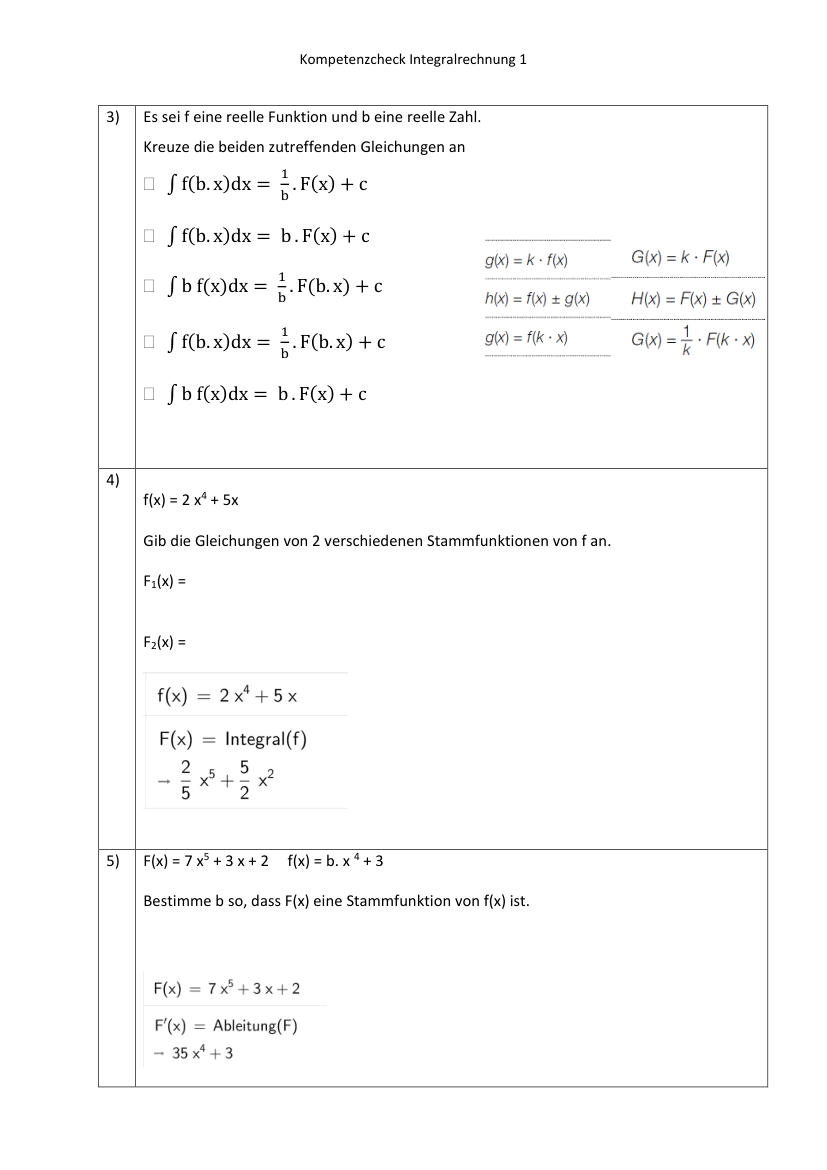 Kompetenzcheck Integralrechnung 1
3) Es sei f eine reelle Funktion und b eine reelle Zahl.
Kreuze die beiden zutreffenden Gleichungen an
□ ∫ f(b. x)dx = 1/b . F(x) + c
□ ∫ f(b. x)dx = b . F(x) + c
□ ∫ b f(x)dx = 1/b . F(b. x) + c
□ ∫ f(b. x)dx = 1/b . F(b. x) + c
□ ∫ b f(x)dx = b . F(x) + c
g(x) = k · f(x) G(x) = k · F(x)
h(x) = f(x) ± g(x) H(x) = F(x) ± G(x)
g(x) = f(k · x) G(x) = 1/k · F(k · x)
4)
f(x) = 2 x⁴ + 5x
Gib die Gleichungen von 2 verschiedenen Stammfunktionen von f an.
F₁(x) =
F₂(x) =
f(x) = 2 x⁴ + 5 x
F(x) = Integral(f)
→ 2/5 x⁵ + 5/2 x²
5) F(x) = 7 x⁵ + 3 x + 2 f(x) = b. x ⁴ + 3
Bestimme b so, dass F(x) eine Stammfunktion von f(x) ist.
F(x) = 7 x⁵ + 3 x + 2
F′(x) = Ableitung(F)
→ 35 x⁴ + 3